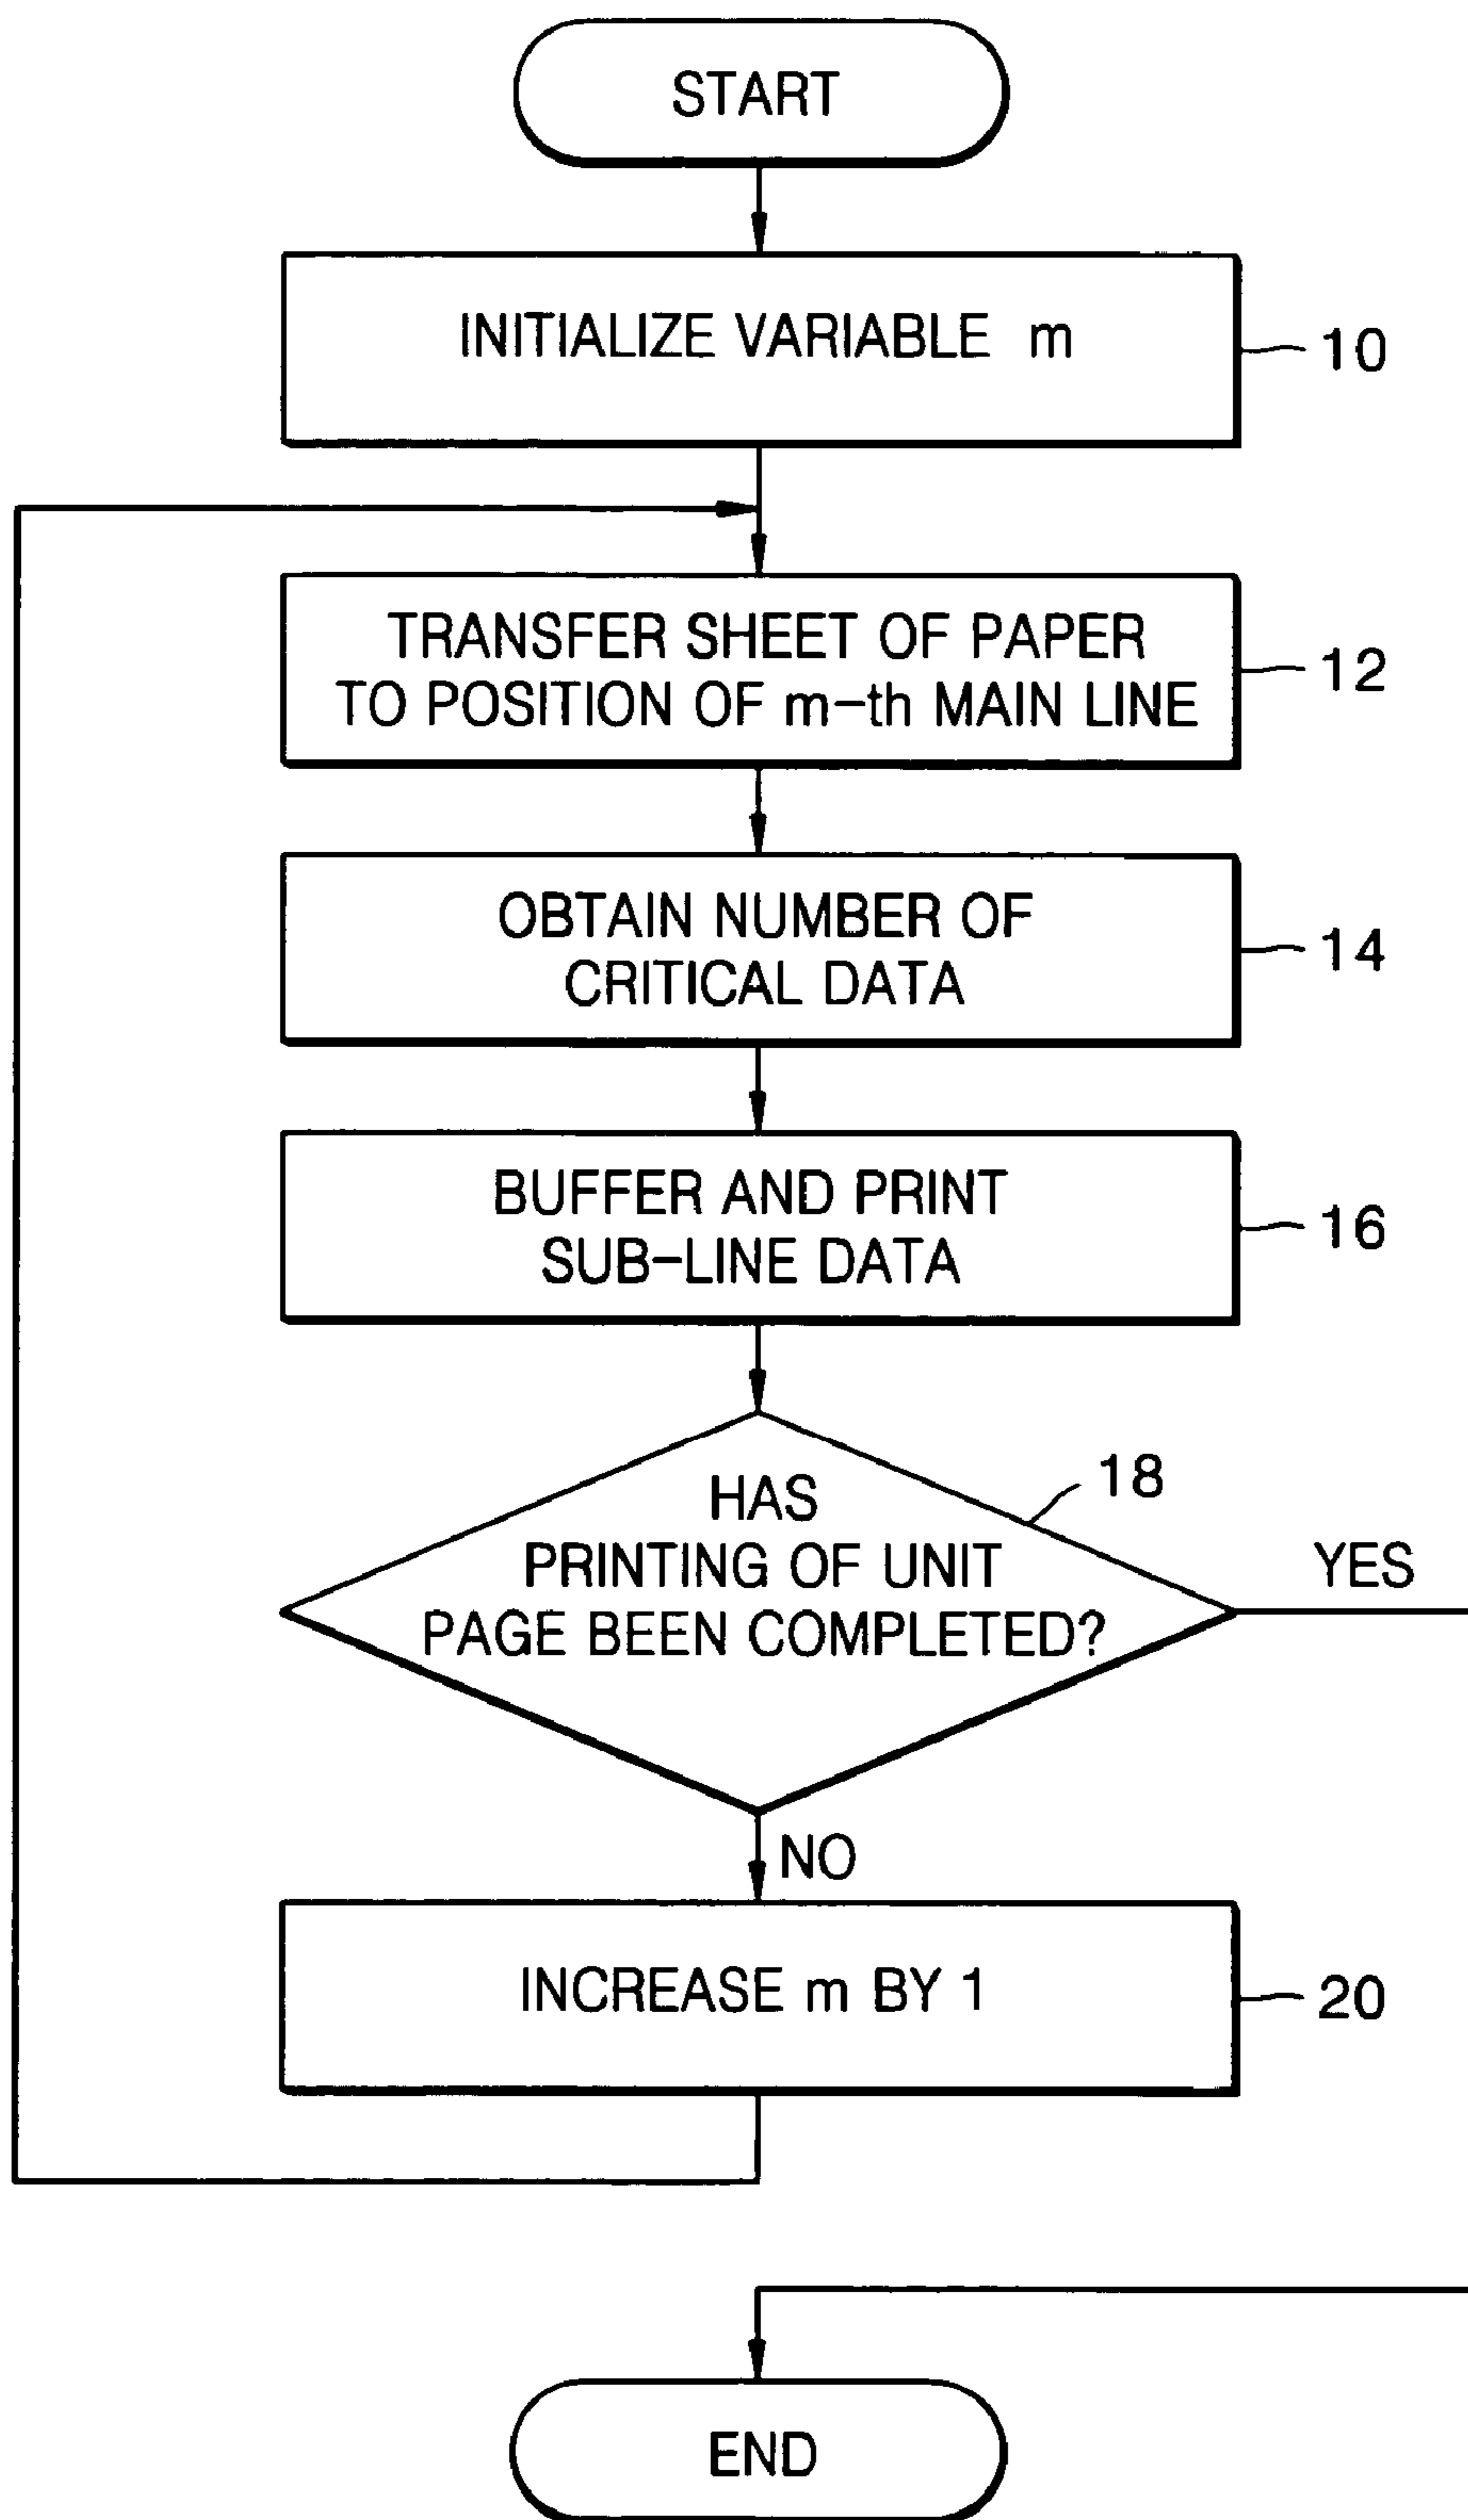 START
INITIALIZE VARIABLE m
10
TRANSFER SHEET OF PAPER
TO POSITION OF m-th MAIN LINE
12
OBTAIN NUMBER OF
CRITICAL DATA
14
BUFFER AND PRINT
SUB-LINE DATA
16
18
HAS
PRINTING OF UNIT
PAGE BEEN COMPLETED?
YES
NO
INCREASE m BY 1
20
END